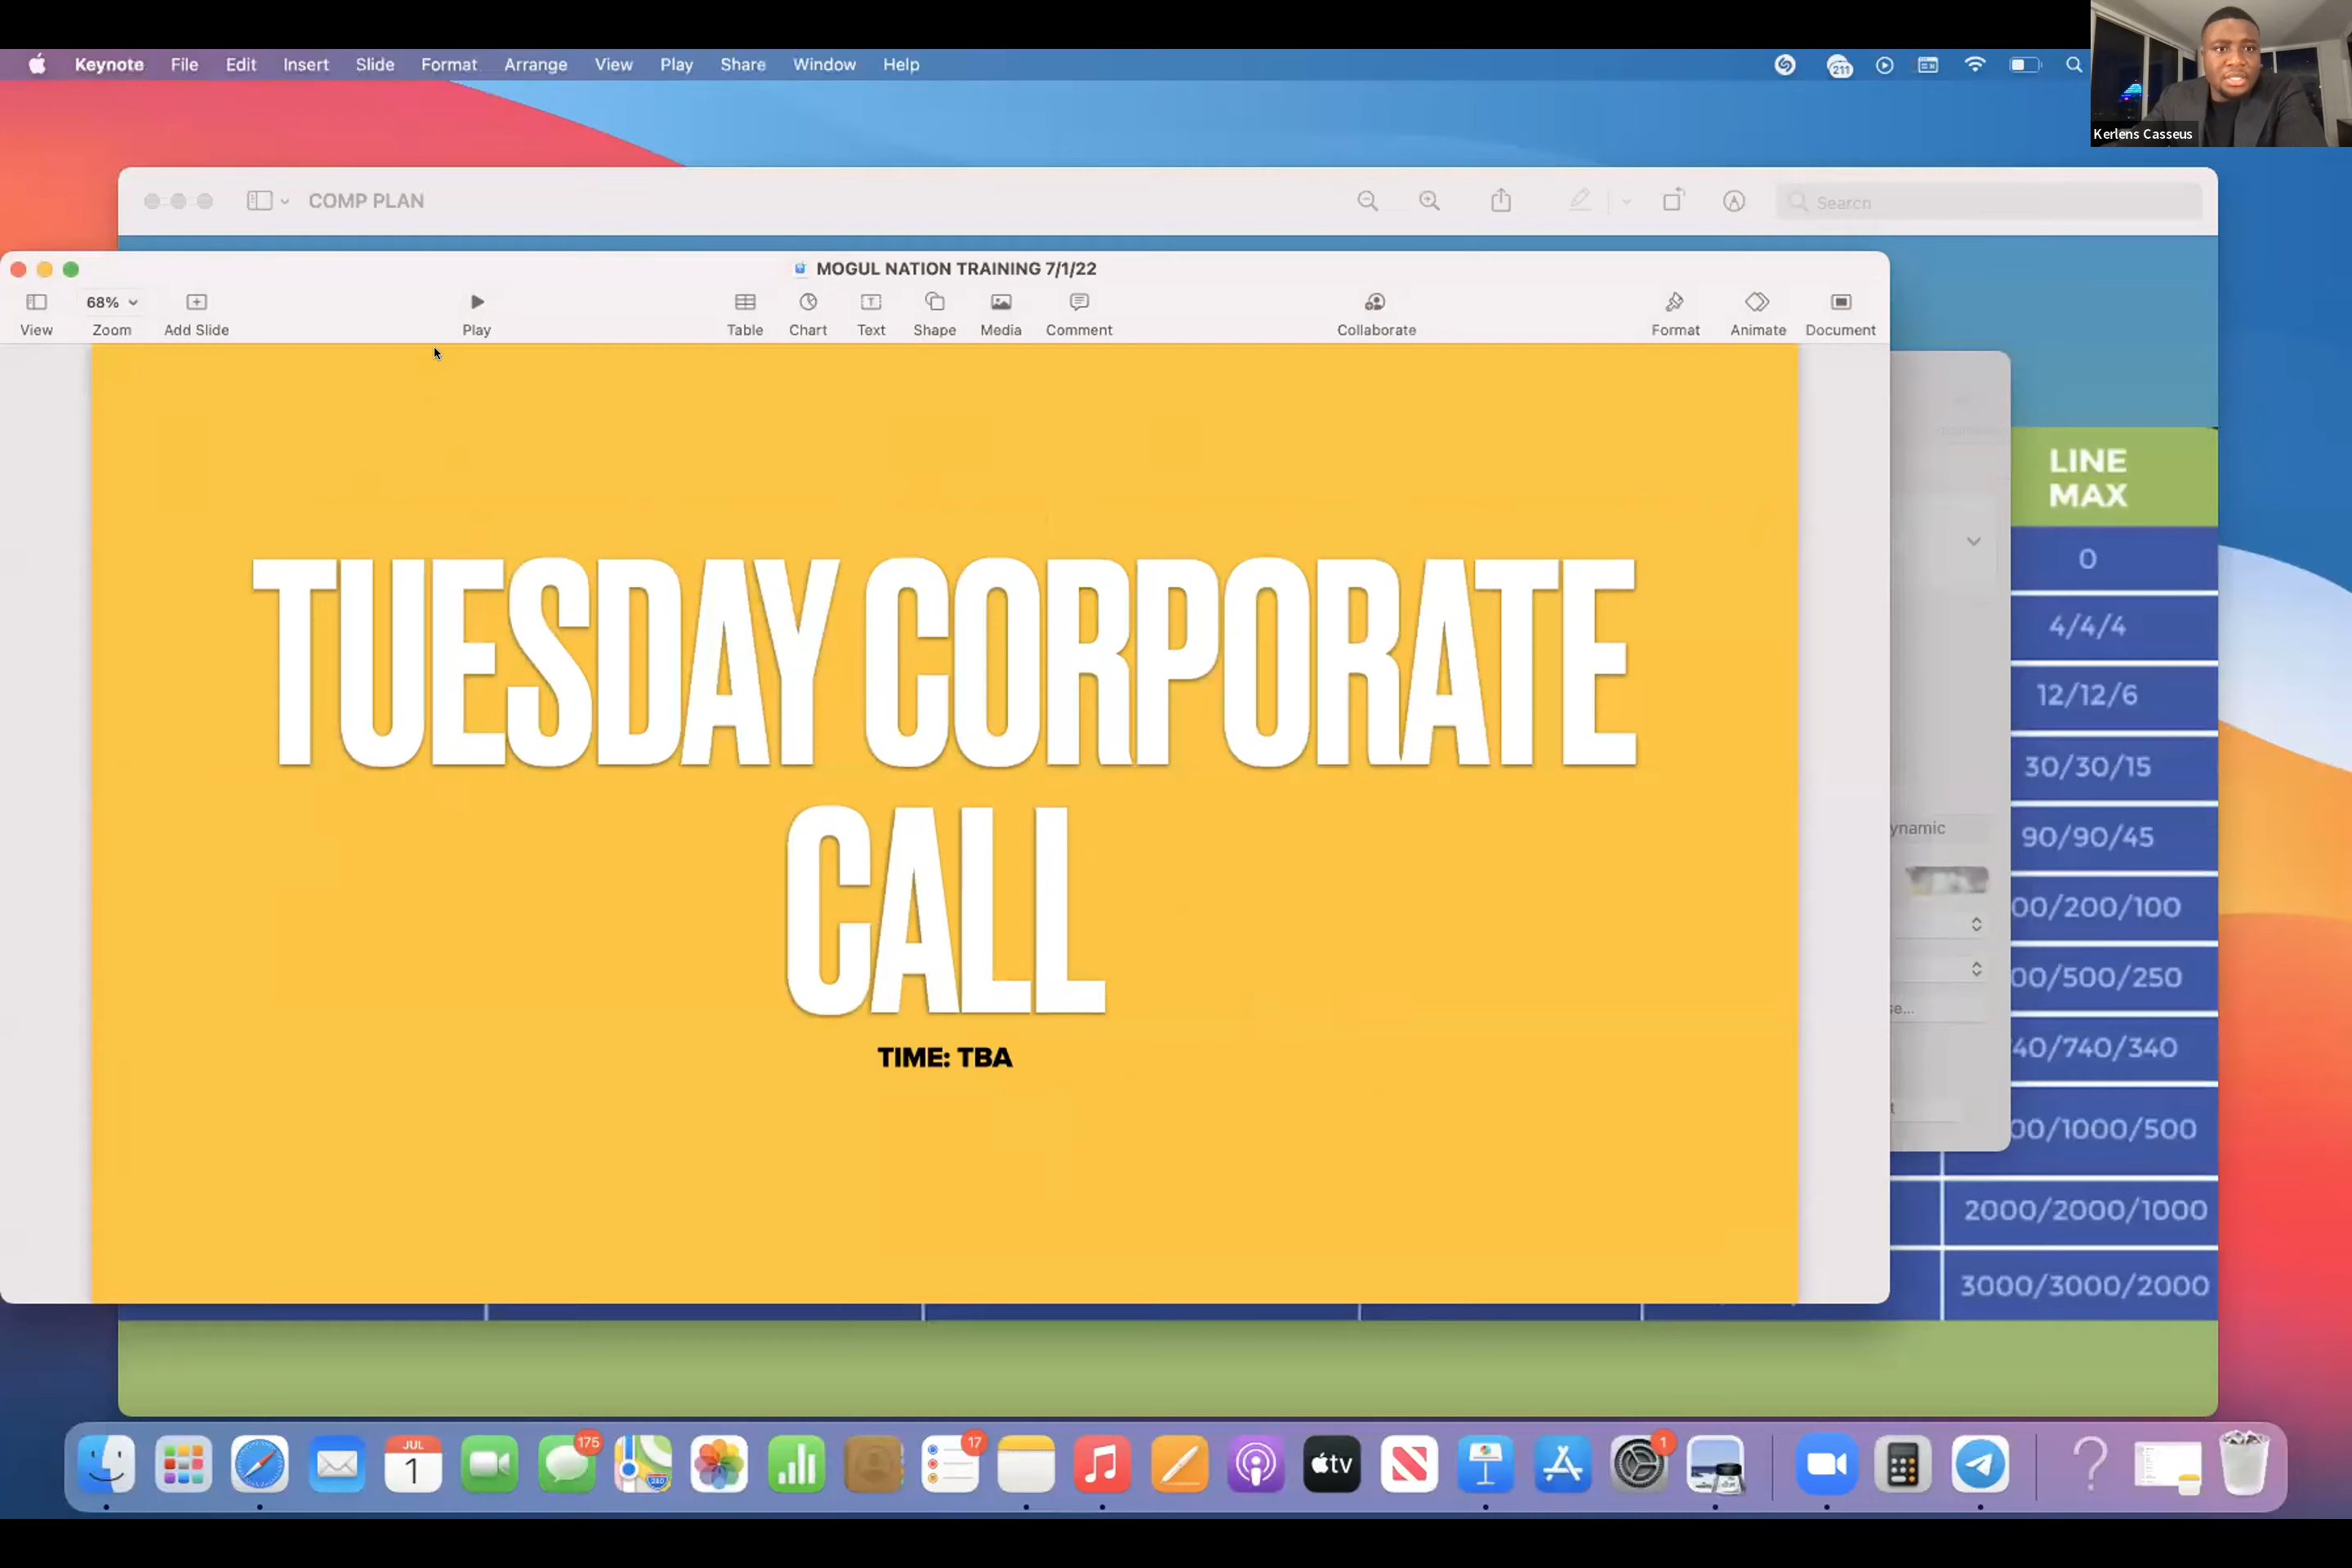 Keynote File Edit Insert Slide Format Arrange View Play Share Window Help
211
Kerlens Casseus
COMP PLAN
Search
MOGUL NATION TRAINING 7/1/22
68%
View Zoom Add Slide Play Table Chart Text Shape Media Comment Collaborate Format Animate Document
TUESDAY CORPORATE
CALL
TIME: TBA
LINE
MAX
0
4/4/4
12/12/6
30/30/15
ynamic
90/90/45
00/200/100
00/500/250
se...
40/740/340
t
00/1000/500
2000/2000/1000
3000/3000/2000
JUL
1
175
280
17
tv
1